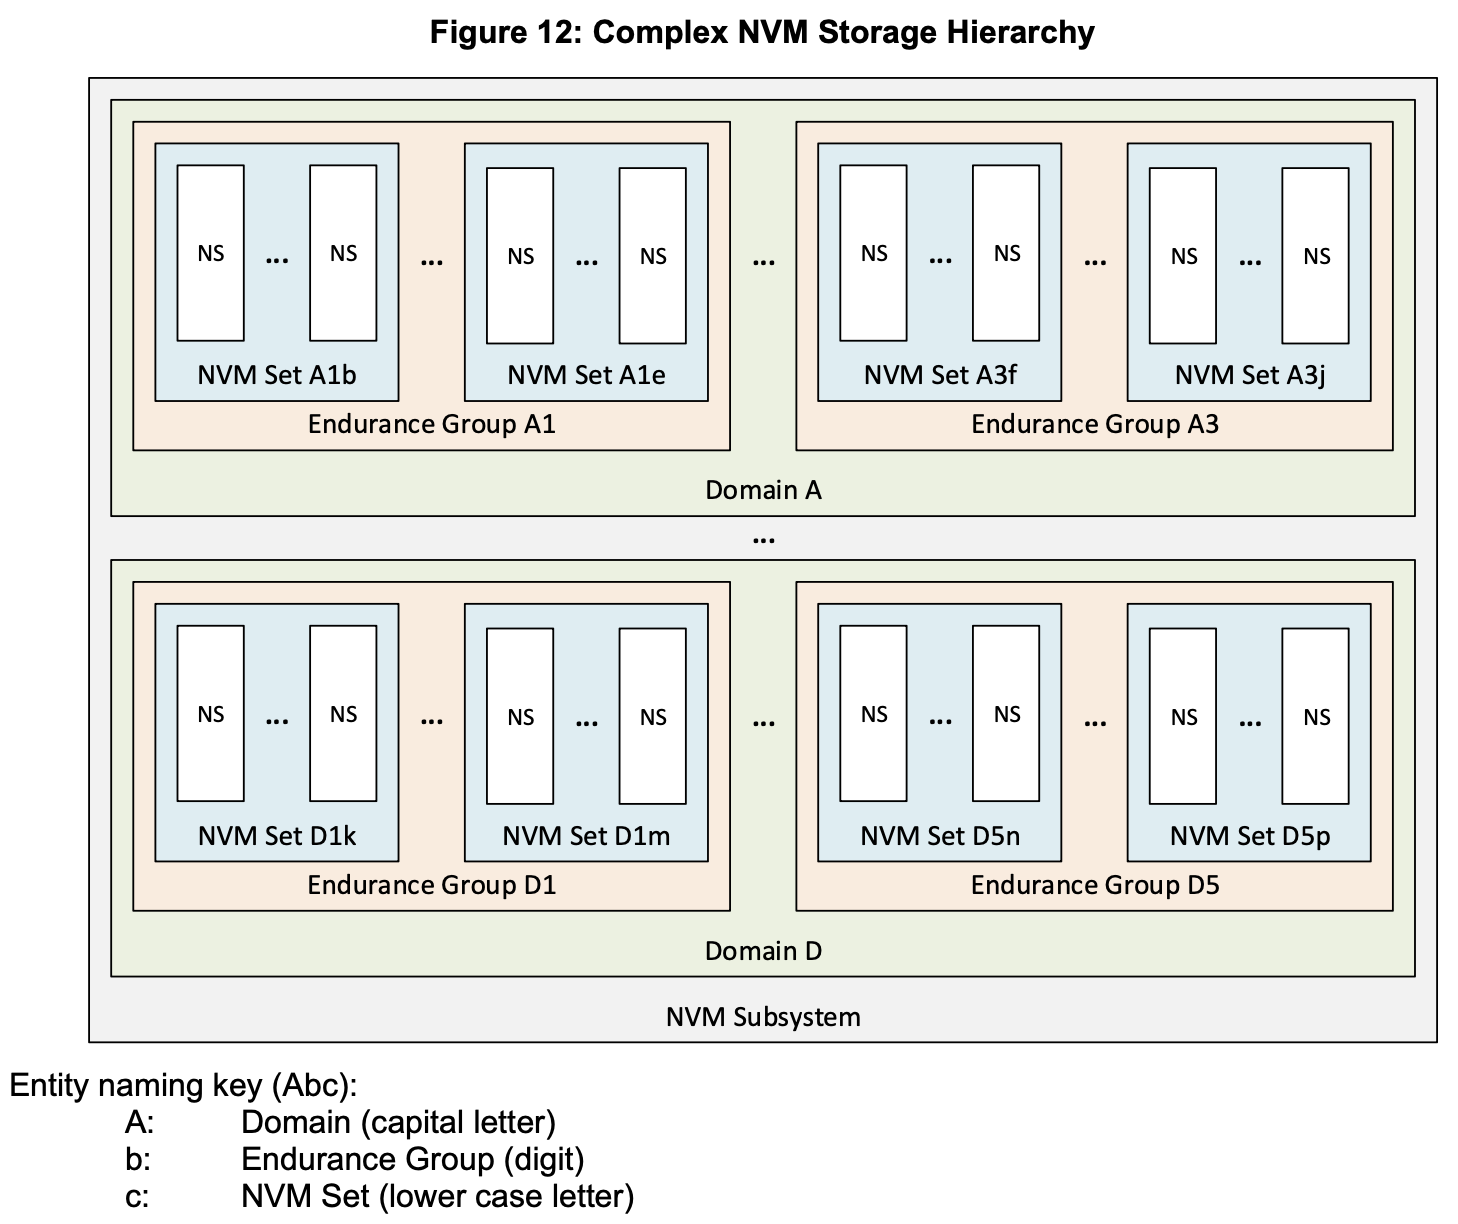 Figure 12: Complex NVM Storage Hierarchy
NS ... NS ... NS ... NS ... NS ... NS ... NS ... NS
NVM Set A1b NVM Set A1e NVM Set A3f NVM Set A3j
Endurance Group A1 Endurance Group A3
Domain A
...
NS ... NS ... NS ... NS ... NS ... NS ... NS ... NS
NVM Set D1k NVM Set D1m NVM Set D5n NVM Set D5p
Endurance Group D1 Endurance Group D5
Domain D
NVM Subsystem
Entity naming key (Abc):
A: Domain (capital letter)
b: Endurance Group (digit)
c: NVM Set (lower case letter)